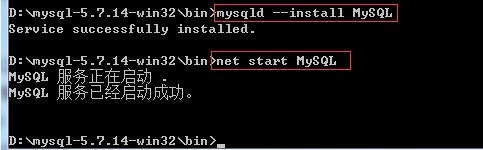 D:\mysql-5.7.14-win32\bin>mysqld --install MySQL
Service successfully installed.
D:\mysql-5.7.14-win32\bin>net start MySQL
MySQL 服务正在启动 .
MySQL 服务已经启动成功。
D:\mysql-5.7.14-win32\bin>